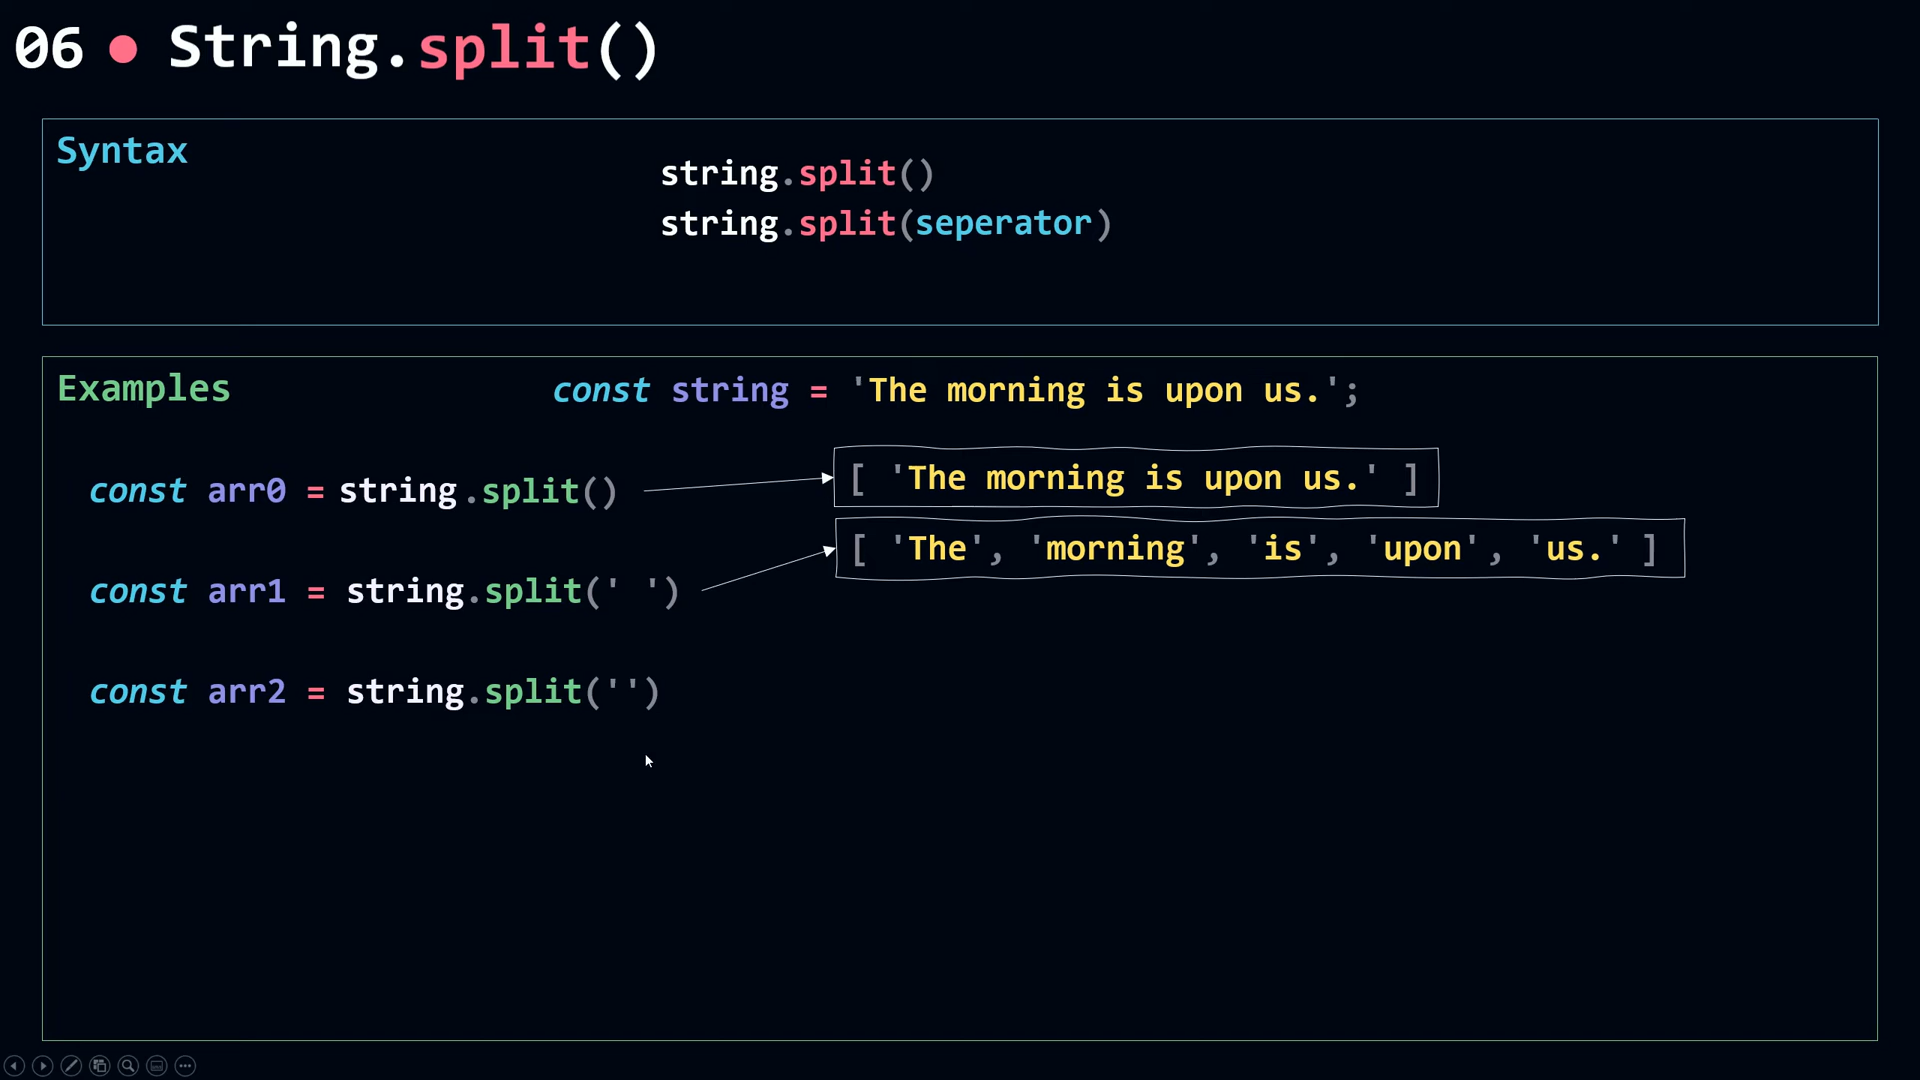 06 • String.split()
Syntax
string.split()
string.split(seperator)
Examples
const string = 'The morning is upon us.';
const arr0 = string.split()
[ 'The morning is upon us.' ]
const arr1 = string.split(' ')
[ 'The', 'morning', 'is', 'upon', 'us.' ]
const arr2 = string.split('')